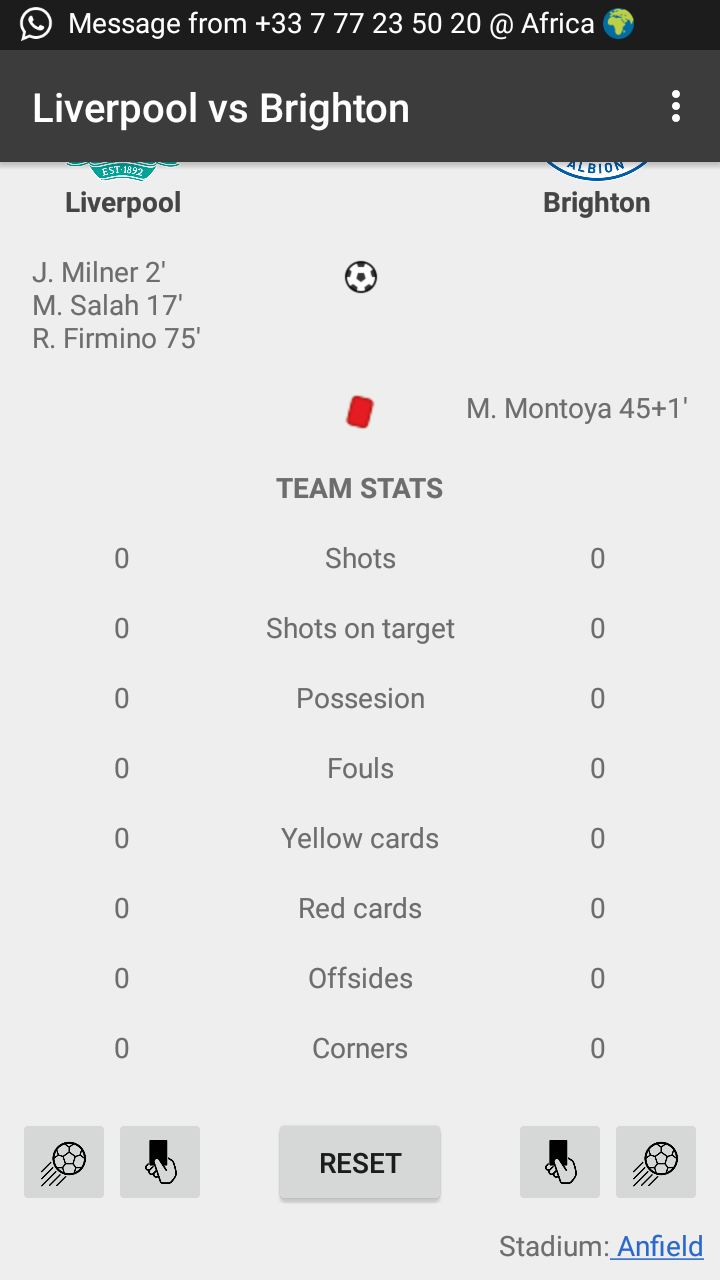 Message from +33 7 77 23 50 20 @ Africa 🌍
Liverpool vs Brighton
EST·1892
ALBION
Liverpool
Brighton
J. Milner 2'
M. Salah 17'
R. Firmino 75'
M. Montoya 45+1'
TEAM STATS
0 Shots 0
0 Shots on target 0
0 Possesion 0
0 Fouls 0
0 Yellow cards 0
0 Red cards 0
0 Offsides 0
0 Corners 0
RESET
Stadium: Anfield